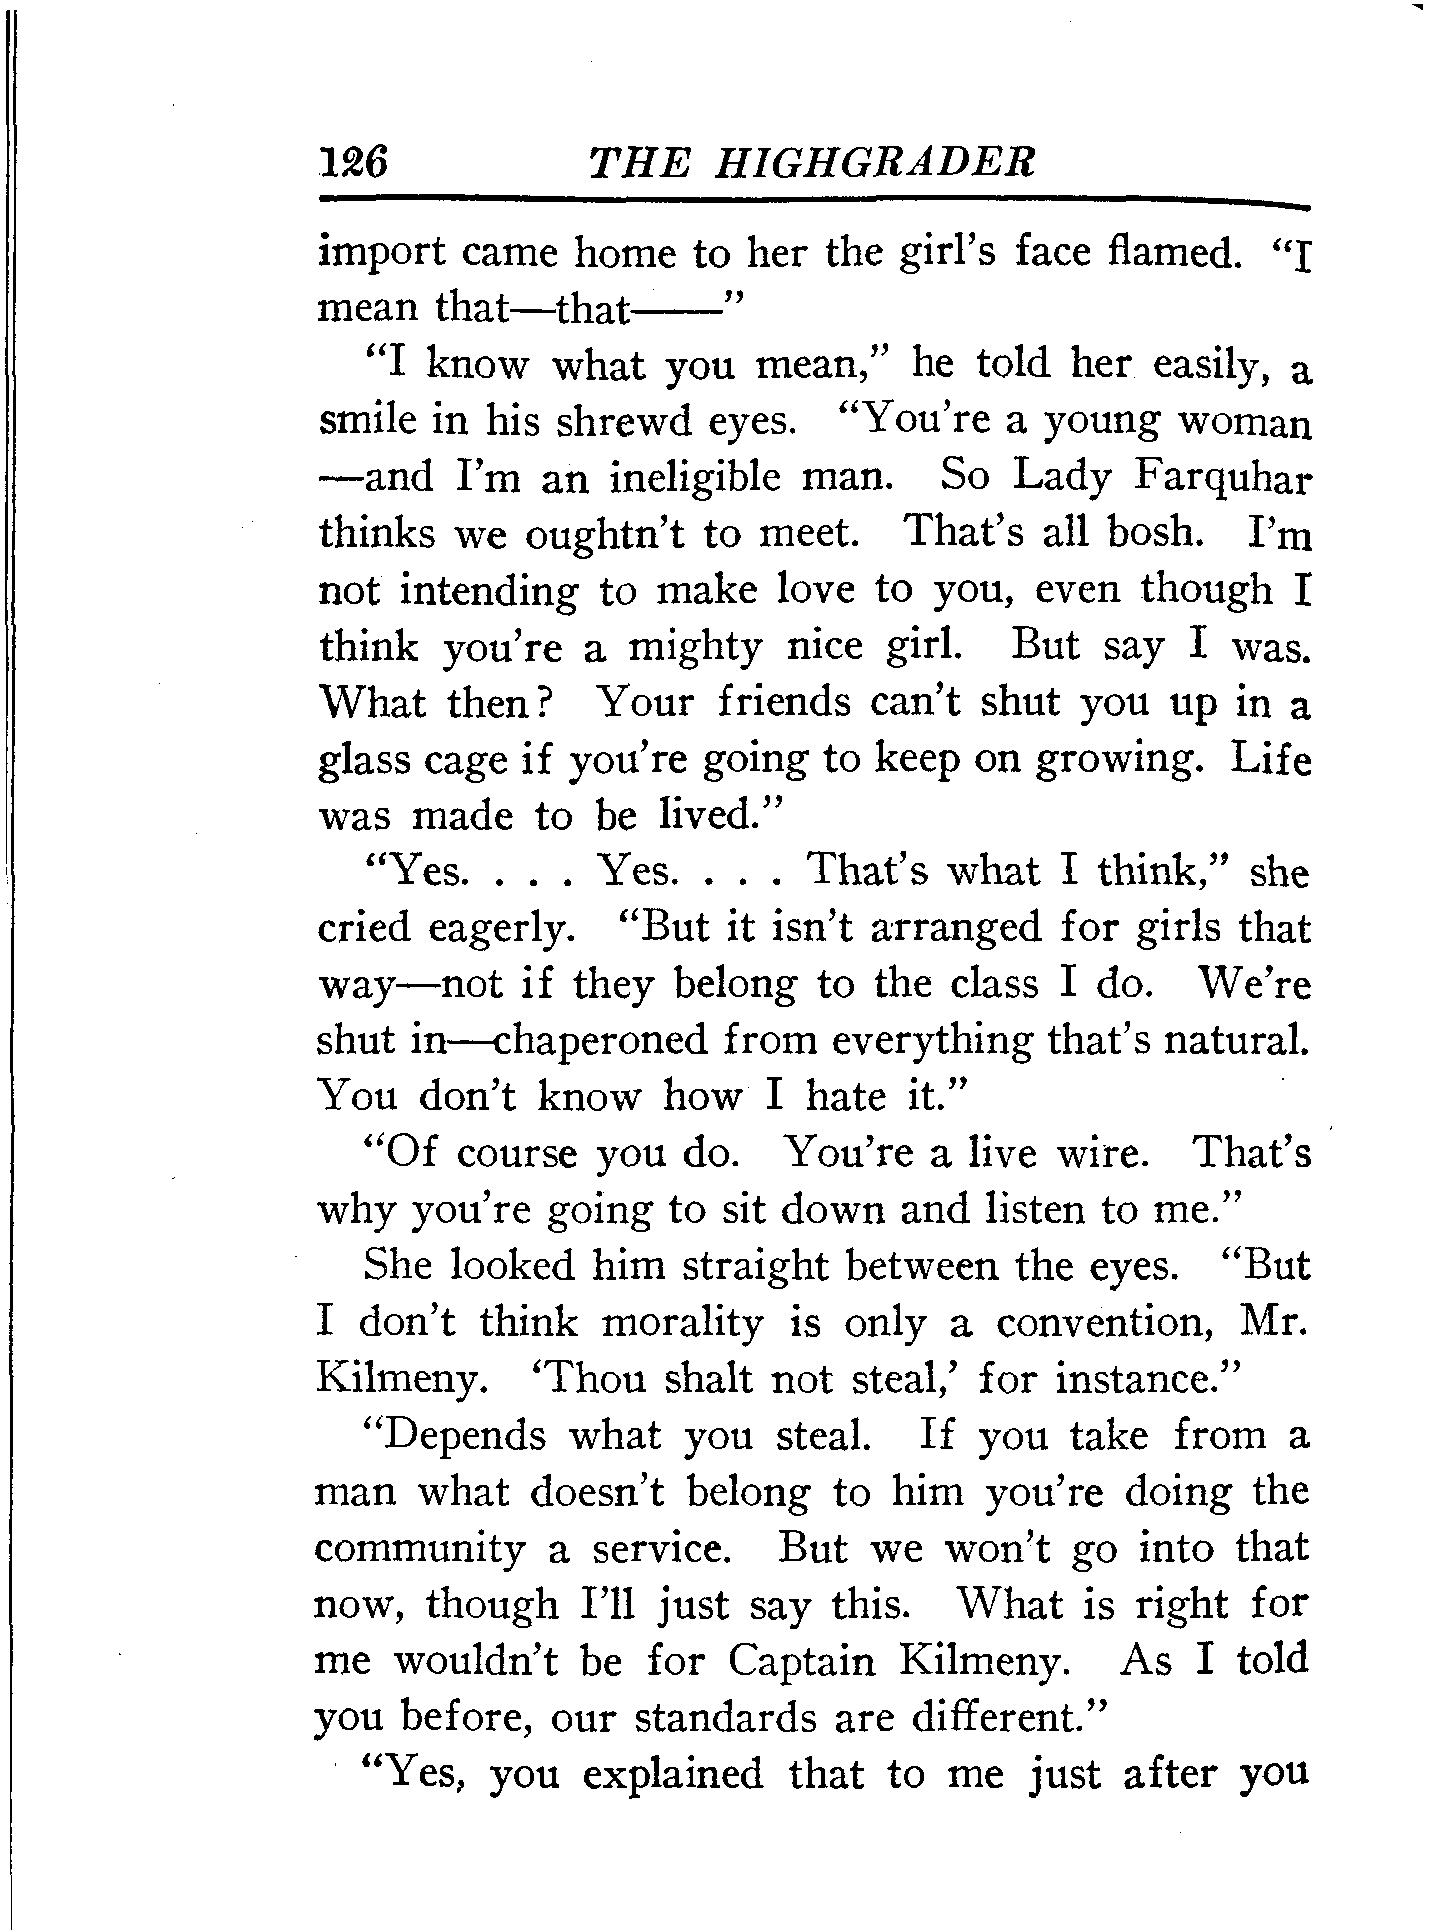 126 THE HIGHGRADER
import came home to her the girl's face flamed. “I
mean that—that——”
“I know what you mean,” he told her easily, a
smile in his shrewd eyes. “You're a young woman
—and I'm an ineligible man. So Lady Farquhar
thinks we oughtn't to meet. That's all bosh. I'm
not intending to make love to you, even though I
think you're a mighty nice girl. But say I was.
What then? Your friends can't shut you up in a
glass cage if you're going to keep on growing. Life
was made to be lived.”
“Yes. . . . Yes. . . . That's what I think,” she
cried eagerly. “But it isn't arranged for girls that
way—not if they belong to the class I do. We're
shut in—chaperoned from everything that's natural.
You don't know how I hate it.”
“Of course you do. You're a live wire. That's
why you're going to sit down and listen to me.”
She looked him straight between the eyes. “But
I don't think morality is only a convention, Mr.
Kilmeny. ‘Thou shalt not steal,’ for instance.”
“Depends what you steal. If you take from a
man what doesn't belong to him you're doing the
community a service. But we won't go into that
now, though I'll just say this. What is right for
me wouldn't be for Captain Kilmeny. As I told
you before, our standards are different.”
“Yes, you explained that to me just after you